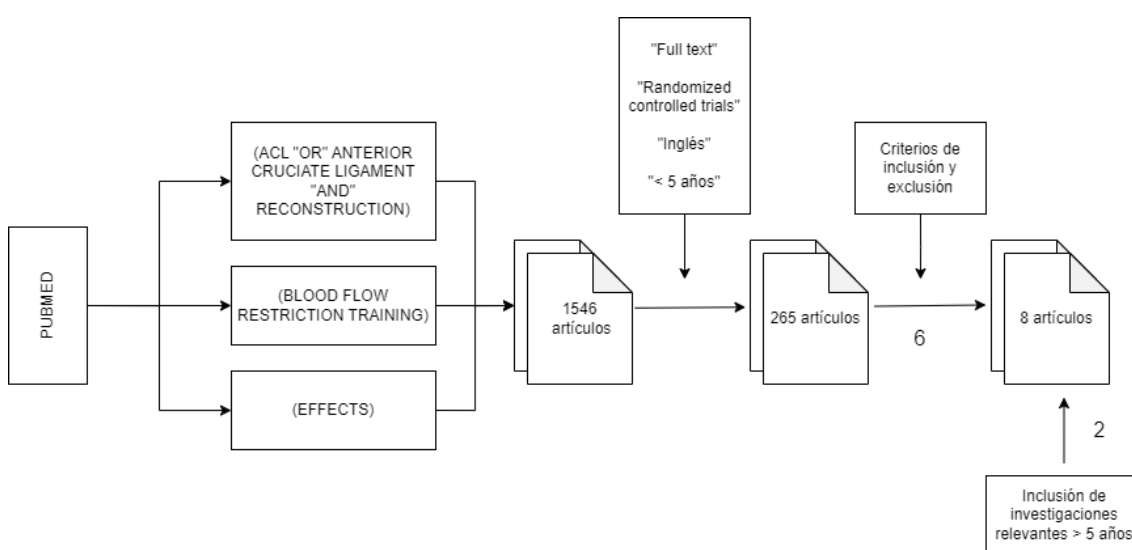 PUBMED
(ACL "OR" ANTERIOR
CRUCIATE LIGAMENT
"AND"
RECONSTRUCTION)
(BLOOD FLOW
RESTRICTION TRAINING)
(EFFECTS)
1546
artículos
"Full text"
"Randomized
controlled trials"
"Inglés"
"< 5 años"
265 artículos
Criterios de
inclusión y
exclusión
6
8 artículos
2
Inclusión de
investigaciones
relevantes > 5 años